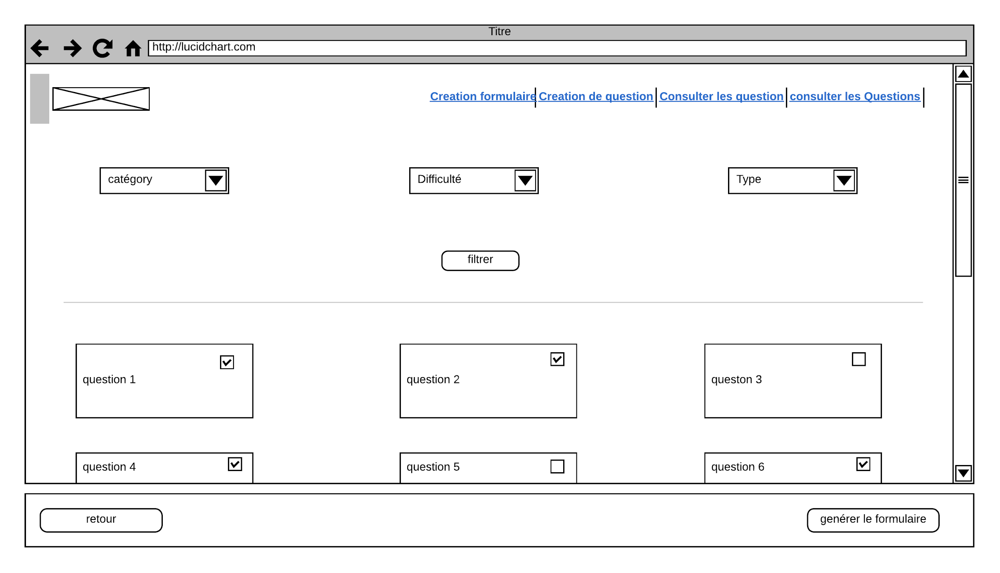 Titre
http://lucidchart.com
Creation formulaire Creation de question Consulter les question consulter les Questions
catégory Difficulté Type
filtrer
question 1 question 2 queston 3
question 4 question 5 question 6
retour genérer le formulaire